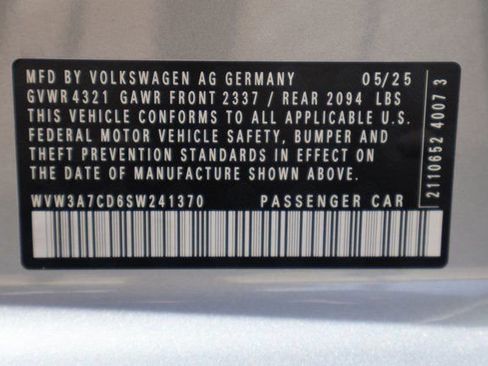 MFD BY VOLKSWAGEN AG GERMANY 05/25
GVWR 4321 GAWR FRONT 2337 / REAR 2094 LBS
THIS VEHICLE CONFORMS TO ALL APPLICABLE U.S.
FEDERAL MOTOR VEHICLE SAFETY, BUMPER AND
THEFT PREVENTION STANDARDS IN EFFECT ON
THE DATE OF MANUFACTURE SHOWN ABOVE.
WVW3A7CD6SW241370 PASSENGER CAR
2110652 4007 3